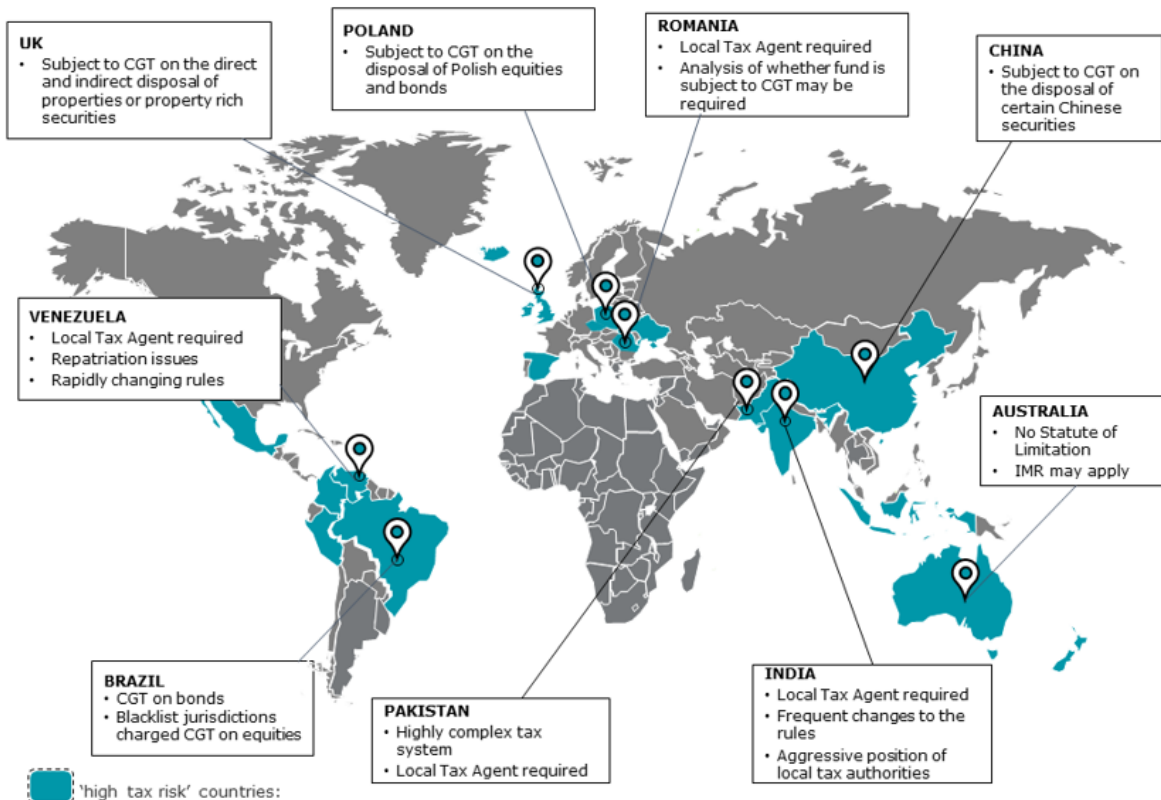 UK
• Subject to CGT on the direct
and indirect disposal of
properties or property rich
securities
POLAND
• Subject to CGT on the
disposal of Polish equities
and bonds
ROMANIA
• Local Tax Agent required
• Analysis of whether fund is
subject to CGT may be
required
CHINA
• Subject to CGT on
the disposal of
certain Chinese
securities
VENEZUELA
• Local Tax Agent required
• Repatriation issues
• Rapidly changing rules
AUSTRALIA
• No Statute of
Limitation
• IMR may apply
BRAZIL
• CGT on bonds
• Blacklist jurisdictions
charged CGT on equities
PAKISTAN
• Highly complex tax
system
• Local Tax Agent required
INDIA
• Local Tax Agent required
• Frequent changes to the
rules
• Aggressive position of
local tax authorities
'high tax risk' countries: